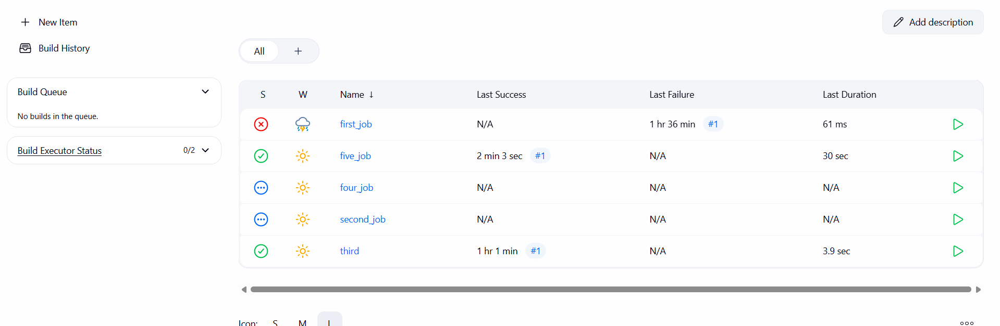 New Item
Build History
Build Queue
No builds in the queue.
Build Executor Status 0/2
Add description
All
S W Name ↓ Last Success Last Failure Last Duration
first_job N/A 1 hr 36 min #1 61 ms
five_job 2 min 3 sec #1 N/A 30 sec
four_job N/A N/A N/A
second_job N/A N/A N/A
third 1 hr 1 min #1 N/A 3.9 sec
Icon: S M L